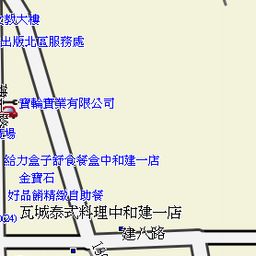 教大樓
出版北區服務處
寶輪實業有限公司
場
給力盒子舒食餐盒中和建一店
金寶石
好品館精緻自助餐
瓦城泰式料理中和建一店
建八路